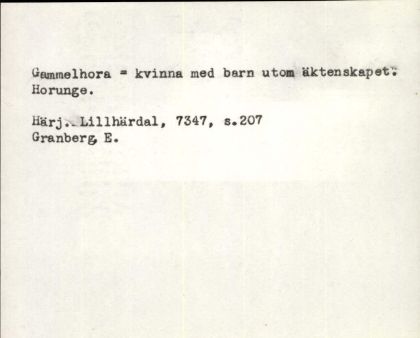 Gammelhora = kvinna med barn utom äktenskapet.
Horunge.
Härj. Lillhärdal, 7347, s.207
Granberg, E.